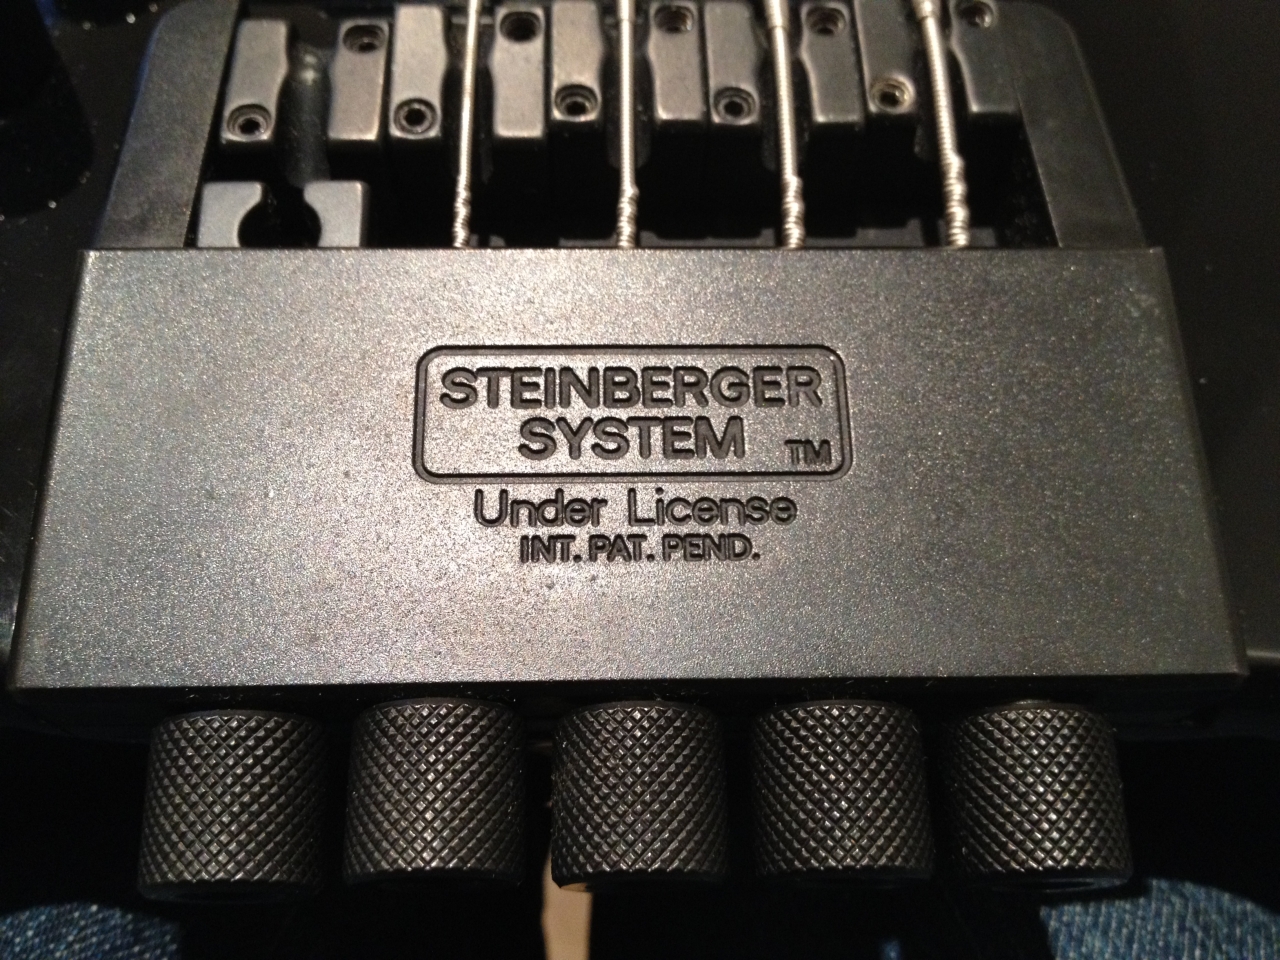 STEINBERGER
SYSTEM TM
Under License
INT. PAT. PEND.